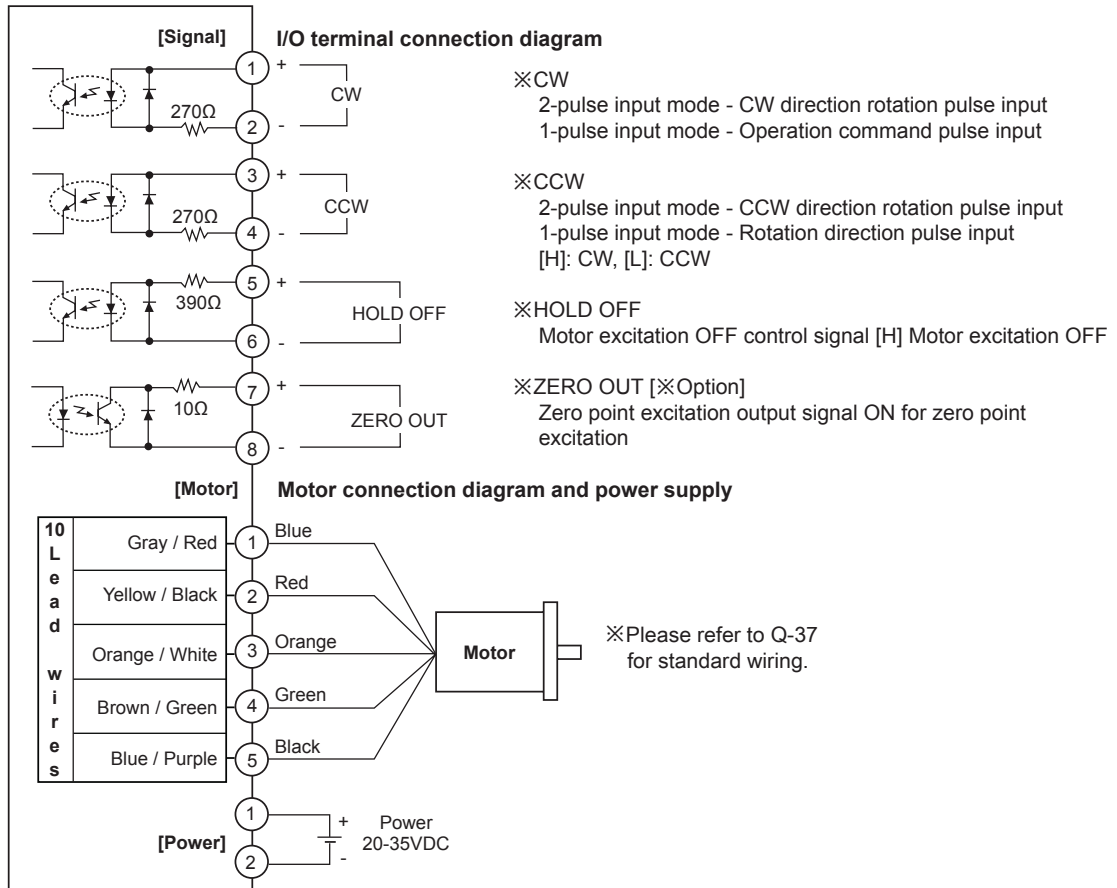 [Signal] I/O terminal connection diagram
1 +
CW
270Ω
2 -
3 +
CCW
270Ω
4 -
5 +
390Ω
HOLD OFF
6 -
7 +
10Ω
ZERO OUT
8 -
※CW
2-pulse input mode - CW direction rotation pulse input
1-pulse input mode - Operation command pulse input
※CCW
2-pulse input mode - CCW direction rotation pulse input
1-pulse input mode - Rotation direction pulse input
[H]: CW, [L]: CCW
※HOLD OFF
Motor excitation OFF control signal [H] Motor excitation OFF
※ZERO OUT [※Option]
Zero point excitation output signal ON for zero point
excitation
[Motor] Motor connection diagram and power supply
10 Lead wires
Gray / Red 1 Blue
Yellow / Black 2 Red
Orange / White 3 Orange
Brown / Green 4 Green
Blue / Purple 5 Black
Motor
※Please refer to Q-37
for standard wiring.
[Power]
1
+ Power
20-35VDC
-
2